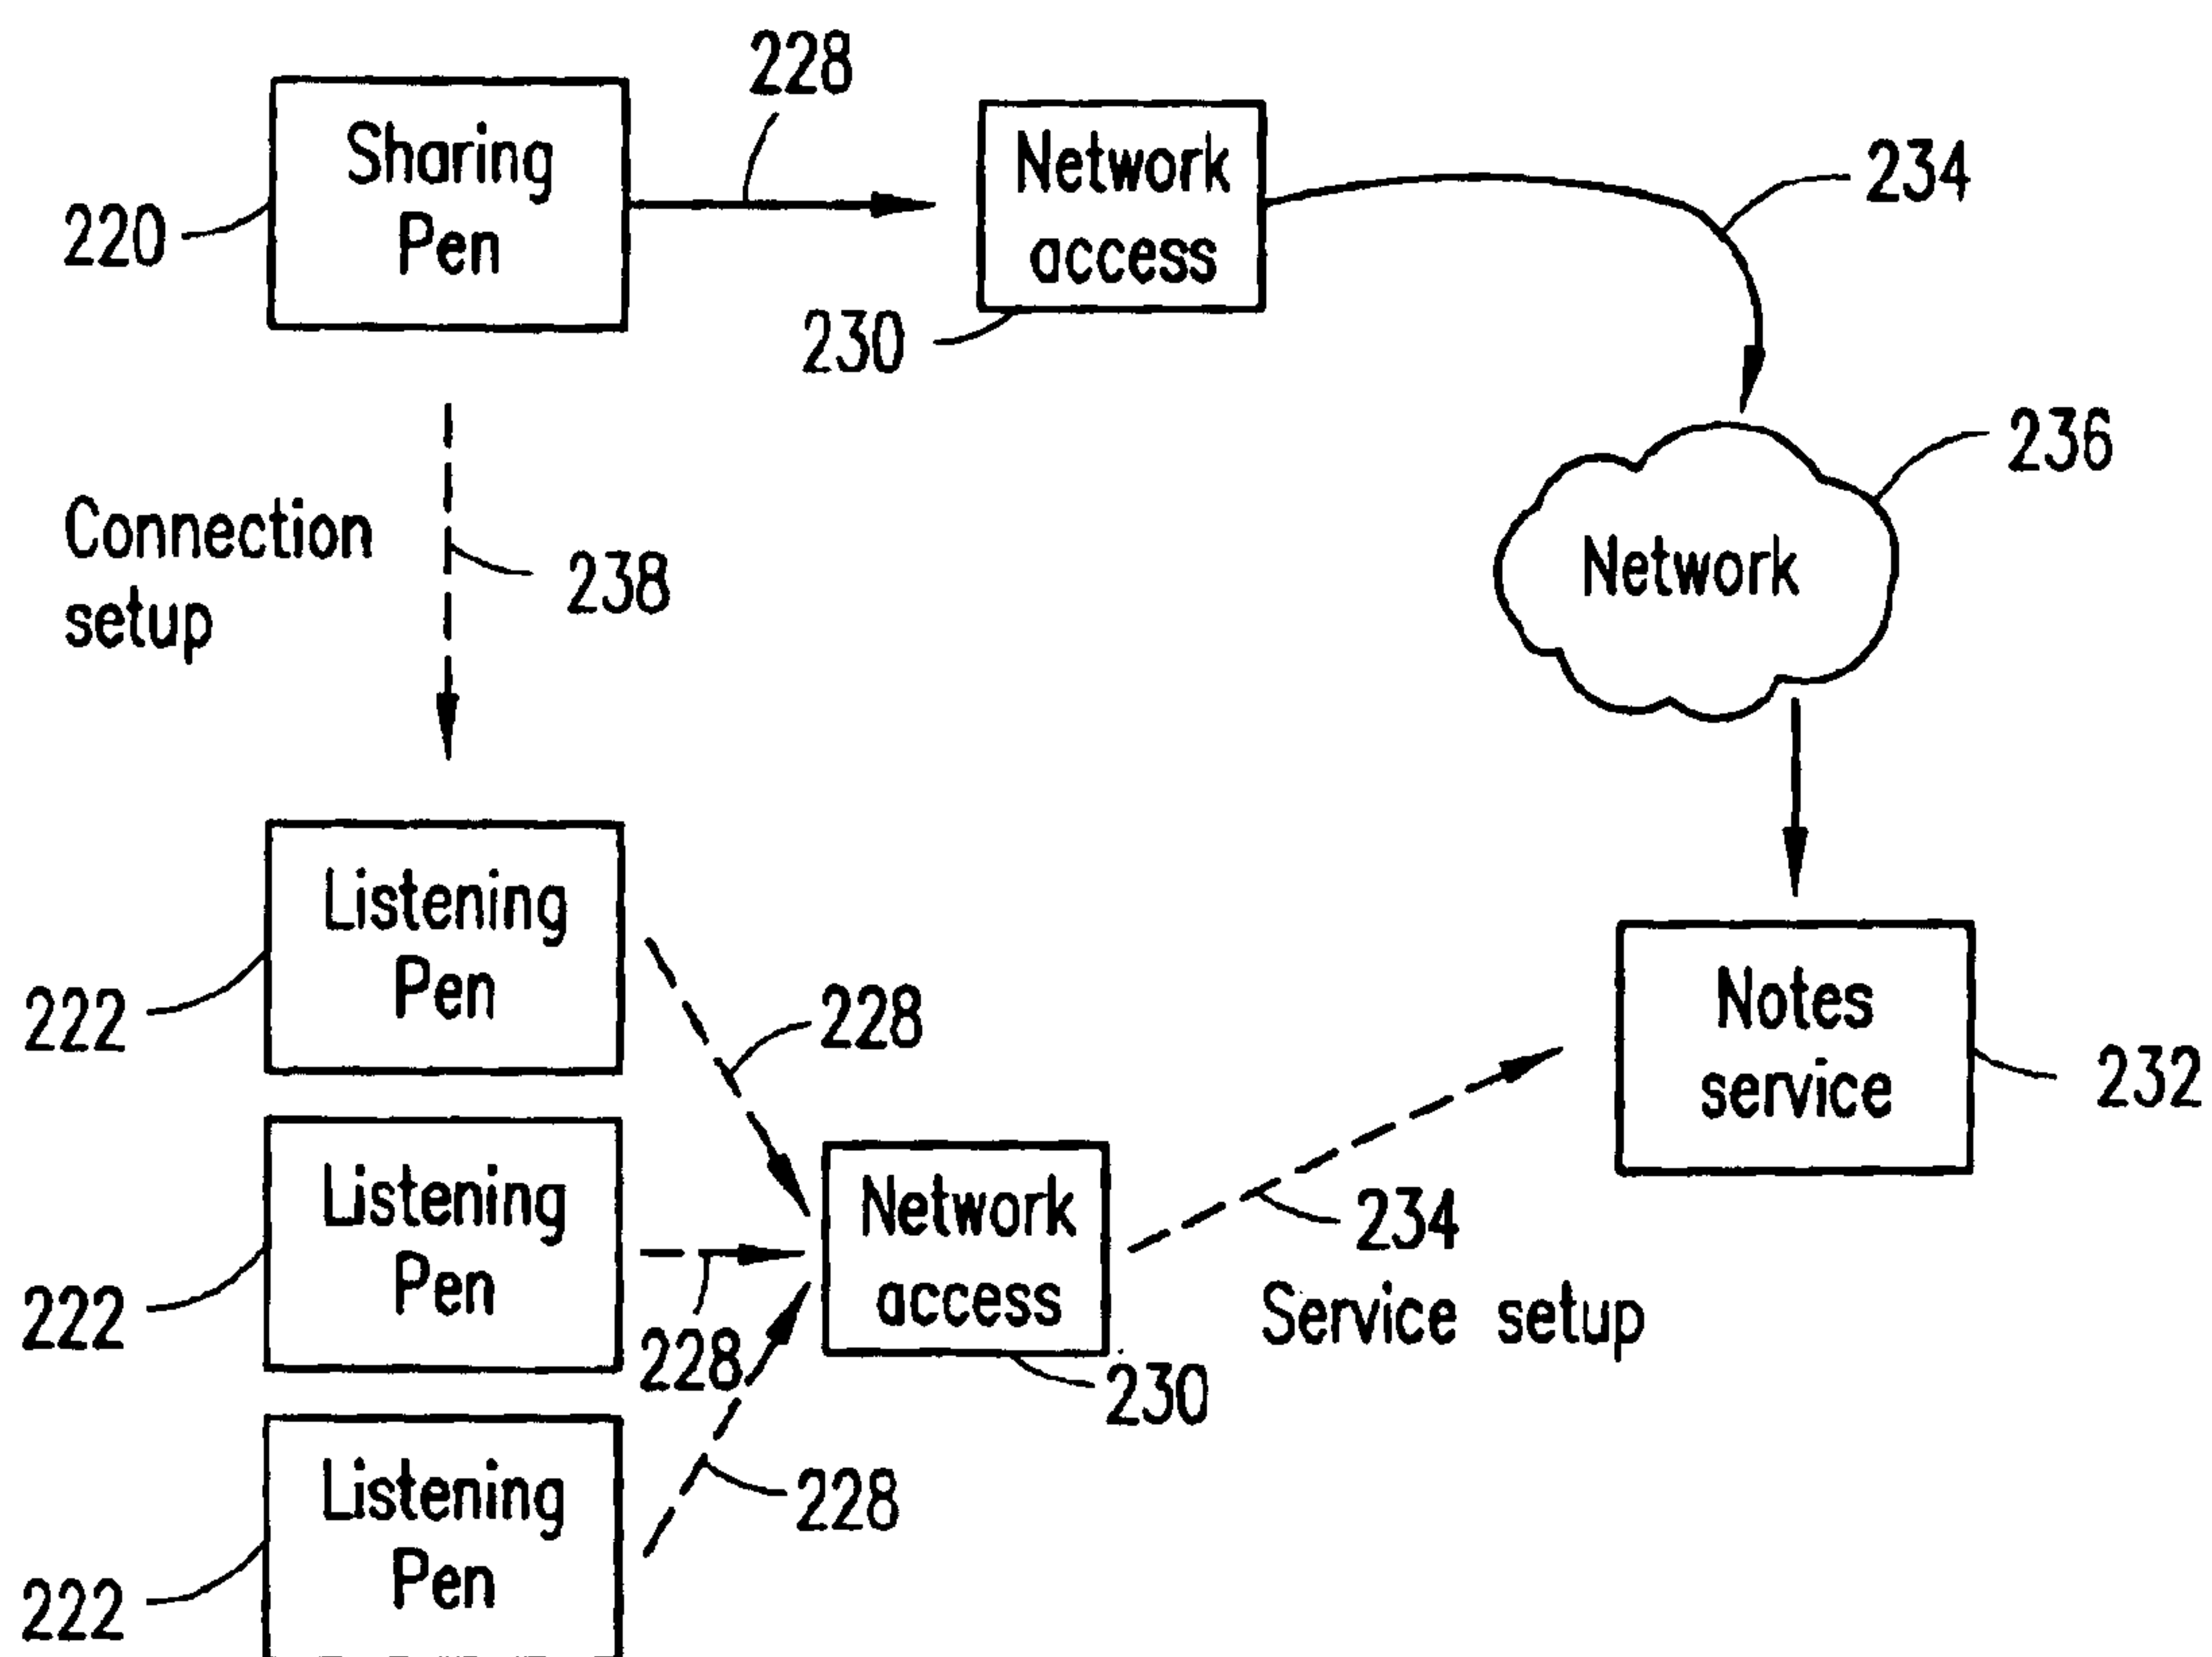 228
Sharing
Pen
220
Network
access
230
234
236
Connection
setup
238
Network
Listening
Pen
222
228
Notes
service
232
Listening
Pen
222
228
Network
access
230
234
Service setup
Listening
Pen
222
228